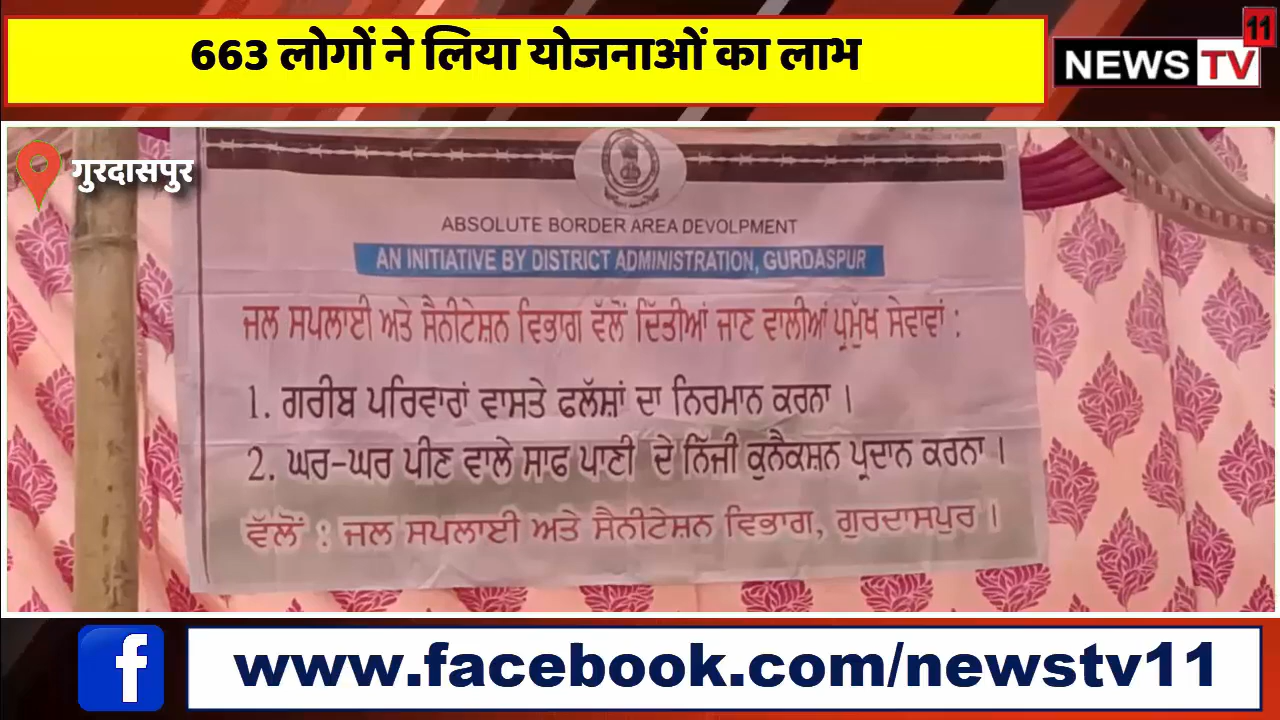 663 लोगों ने लिया योजनाओं का लाभ
11
NEWS TV
गुरदासपुर
ABSOLUTE BORDER AREA DEVOLPMENT
AN INITIATIVE BY DISTRICT ADMINISTRATION, GURDASPUR
ਜਲ ਸਪਲਾਈ ਅਤੇ ਸੈਨੀਟੇਸ਼ਨ ਵਿਭਾਗ ਵੱਲੋਂ ਦਿੱਤੀਆਂ ਜਾਣ ਵਾਲੀਆਂ ਪ੍ਰਮੁੱਖ ਸੇਵਾਵਾਂ :
1. ਗਰੀਬ ਪਰਿਵਾਰਾਂ ਵਾਸਤੇ ਫਲੱਸ਼ਾਂ ਦਾ ਨਿਰਮਾਨ ਕਰਨਾ ।
2. ਘਰ-ਘਰ ਪੀਣ ਵਾਲੇ ਸਾਫ ਪਾਣੀ ਦੇ ਨਿੱਜੀ ਕੁਨੈਕਸ਼ਨ ਪ੍ਰਦਾਨ ਕਰਨਾ ।
ਵੱਲੋਂ : ਜਲ ਸਪਲਾਈ ਅਤੇ ਸੈਨੀਟੇਸ਼ਨ ਵਿਭਾਗ, ਗੁਰਦਾਸਪੁਰ ।
f www.facebook.com/newstv11